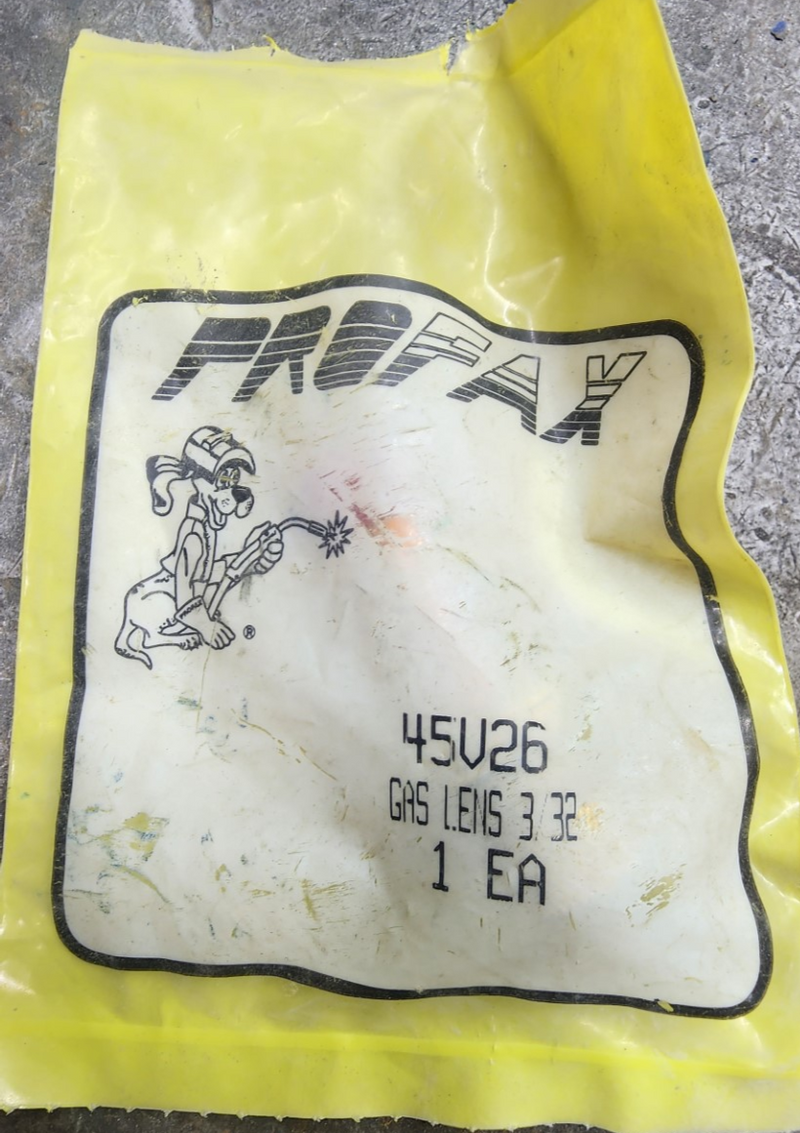 PROFAX
®
45V26
GAS LENS 3/32
1 EA